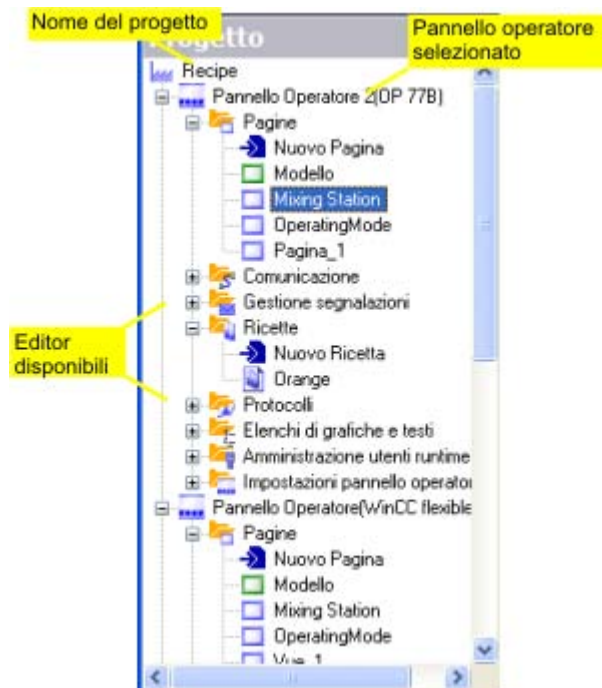 Nome del progetto
Pannello operatore
selezionato
Progetto
Recipe
Pannello Operatore 2(OP 77B)
Pagine
Nuovo Pagina
Modello
Mixing Station
OperatingMode
Pagina_1
Comunicazione
Gestione segnalazioni
Ricette
Editor
disponibili
Nuovo Ricetta
Orange
Protocolli
Elenchi di grafiche e testi
Amministrazione utenti runtime
Impostazioni pannello operator
Pannello Operatore(WinCC flexible
Pagine
Nuovo Pagina
Modello
Mixing Station
OperatingMode
Vue_1